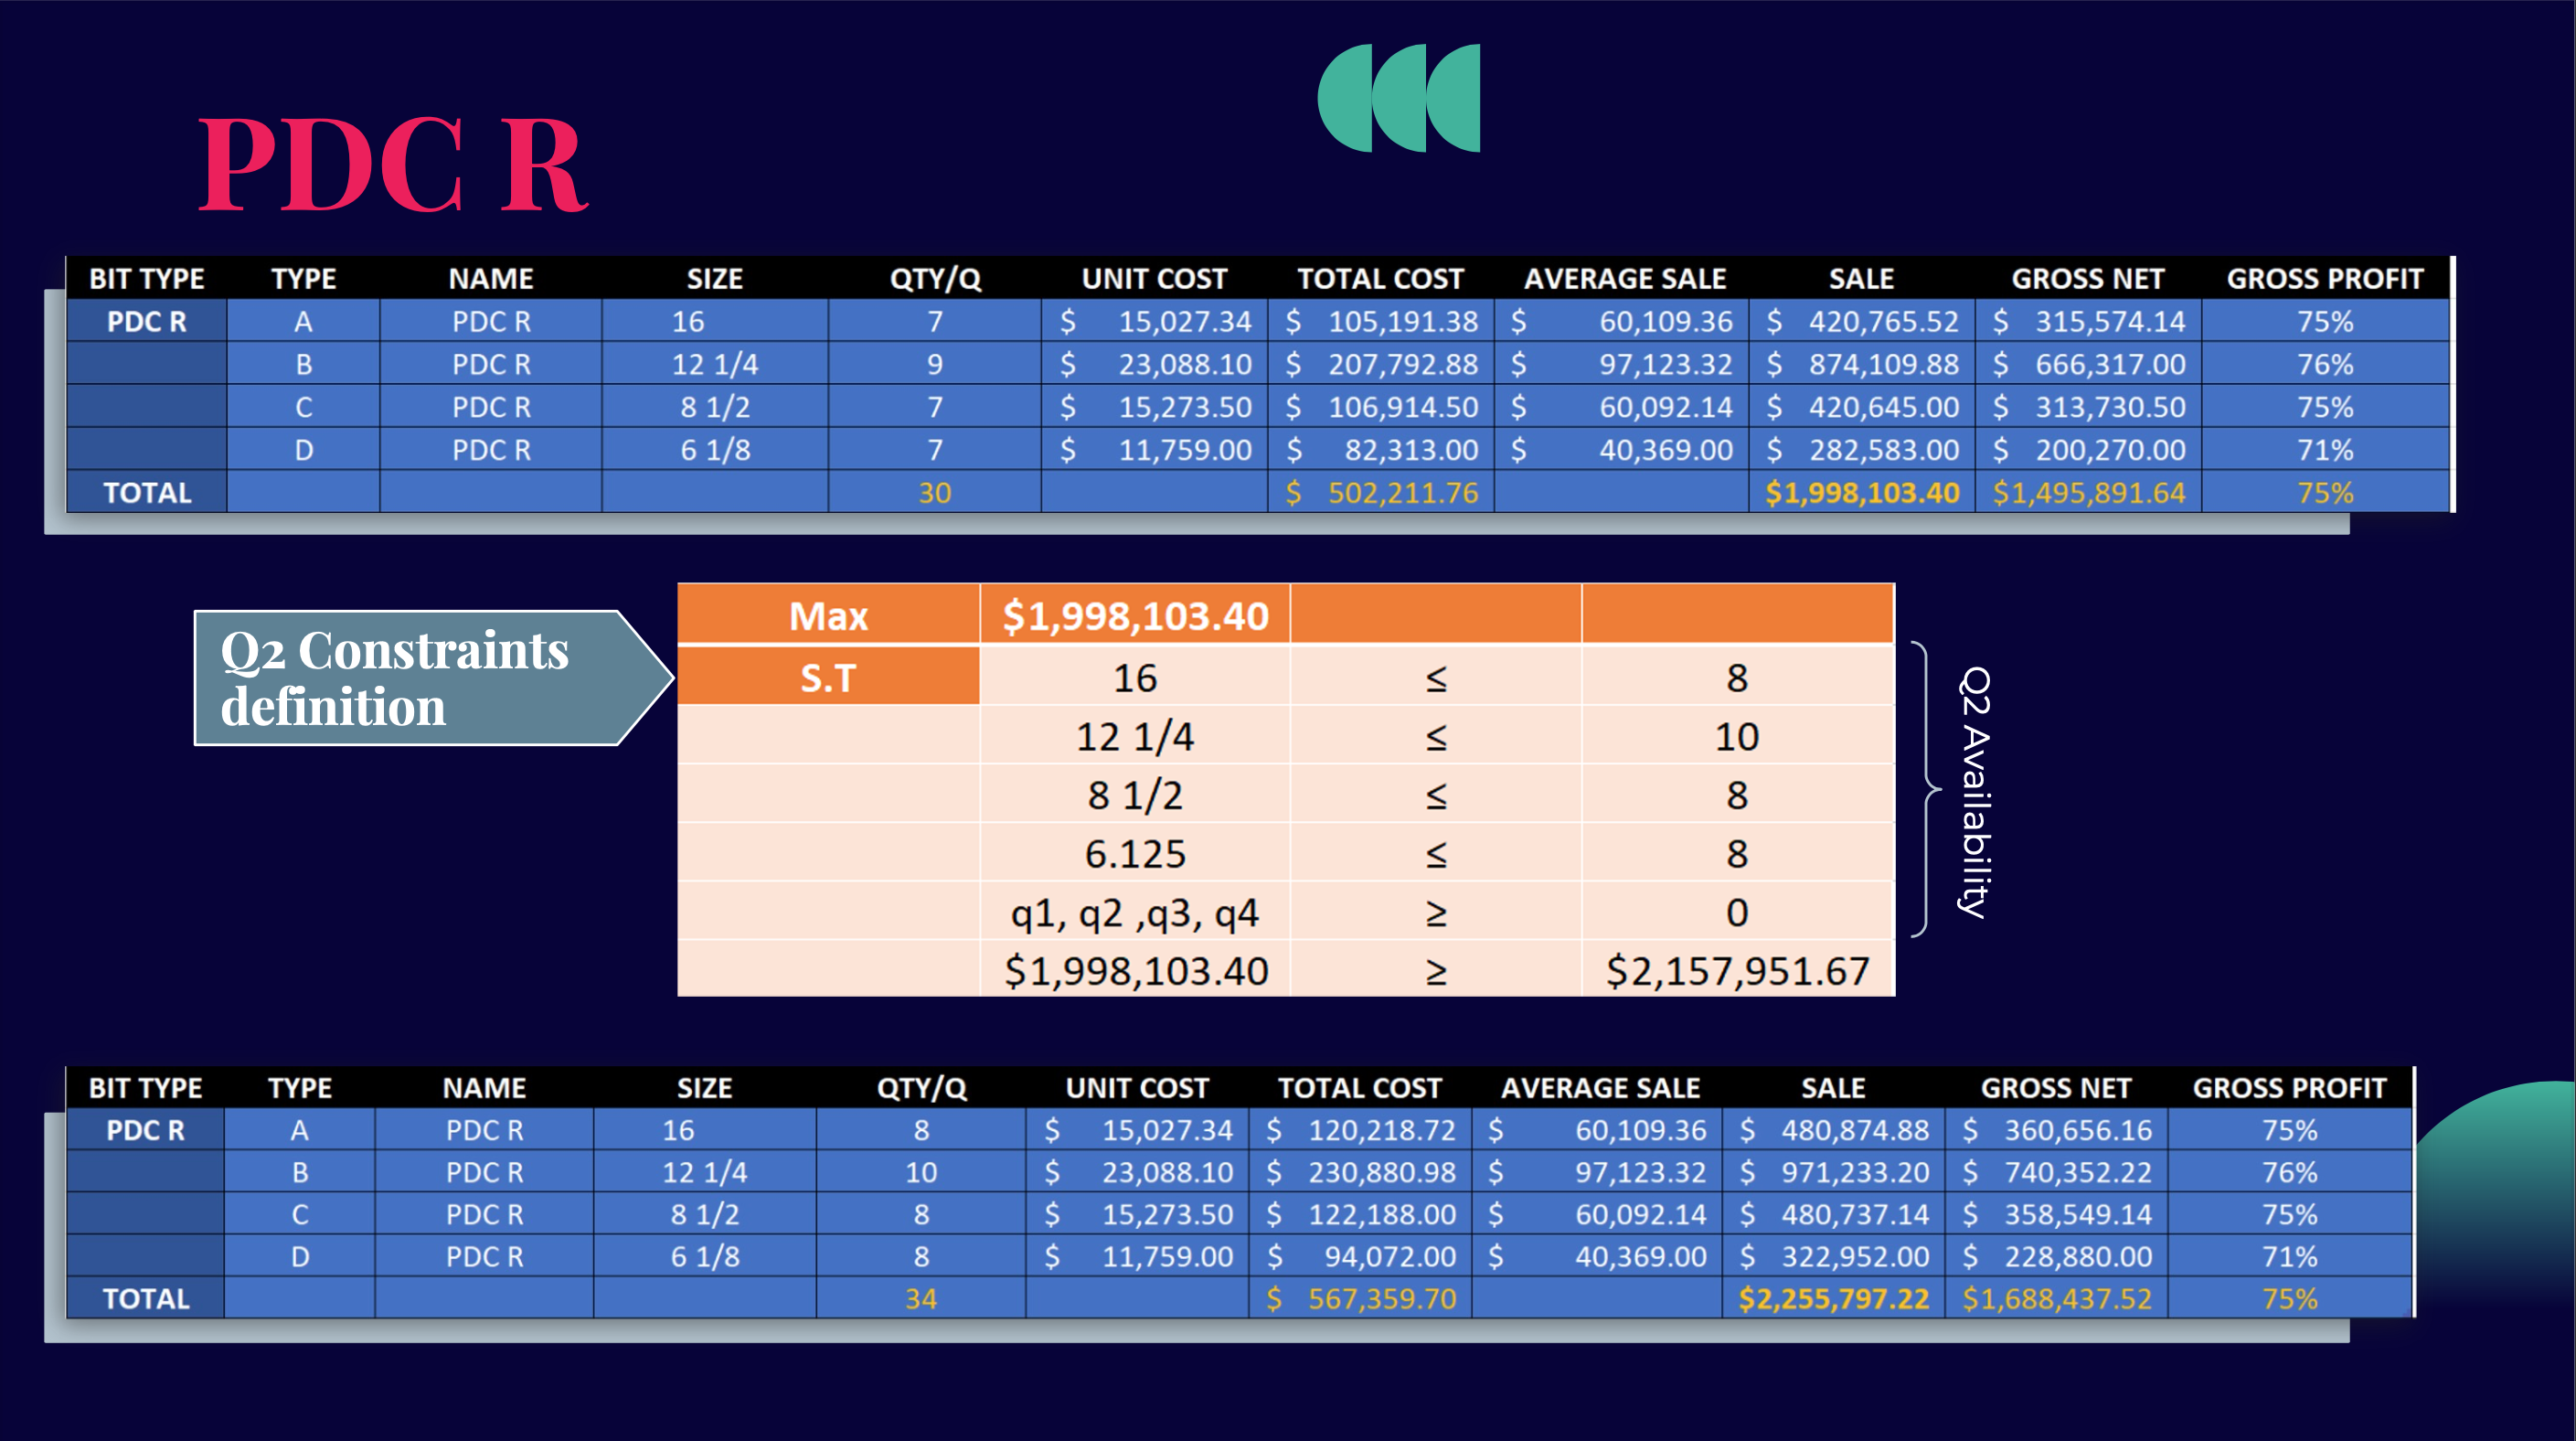 PDC R
BIT TYPE TYPE NAME SIZE QTY/Q UNIT COST TOTAL COST AVERAGE SALE SALE GROSS NET GROSS PROFIT
PDC R A PDC R 16 7 $ 15,027.34 $ 105,191.38 $ 60,109.36 $ 420,765.52 $ 315,574.14 75%
B PDC R 12 1/4 9 $ 23,088.10 $ 207,792.88 $ 97,123.32 $ 874,109.88 $ 666,317.00 76%
C PDC R 8 1/2 7 $ 15,273.50 $ 106,914.50 $ 60,092.14 $ 420,645.00 $ 313,730.50 75%
D PDC R 6 1/8 7 $ 11,759.00 $ 82,313.00 $ 40,369.00 $ 282,583.00 $ 200,270.00 71%
TOTAL 30 $ 502,211.76 $1,998,103.40 $1,495,891.64 75%
Q2 Constraints
definition
Max $1,998,103.40
S.T 16 ≤ 8
12 1/4 ≤ 10
8 1/2 ≤ 8
6.125 ≤ 8
q1, q2 ,q3, q4 ≥ 0
$1,998,103.40 ≥ $2,157,951.67
Q2 Availability
BIT TYPE TYPE NAME SIZE QTY/Q UNIT COST TOTAL COST AVERAGE SALE SALE GROSS NET GROSS PROFIT
PDC R A PDC R 16 8 $ 15,027.34 $ 120,218.72 $ 60,109.36 $ 480,874.88 $ 360,656.16 75%
B PDC R 12 1/4 10 $ 23,088.10 $ 230,880.98 $ 97,123.32 $ 971,233.20 $ 740,352.22 76%
C PDC R 8 1/2 8 $ 15,273.50 $ 122,188.00 $ 60,092.14 $ 480,737.14 $ 358,549.14 75%
D PDC R 6 1/8 8 $ 11,759.00 $ 94,072.00 $ 40,369.00 $ 322,952.00 $ 228,880.00 71%
TOTAL 34 $ 567,359.70 $2,255,797.22 $1,688,437.52 75%